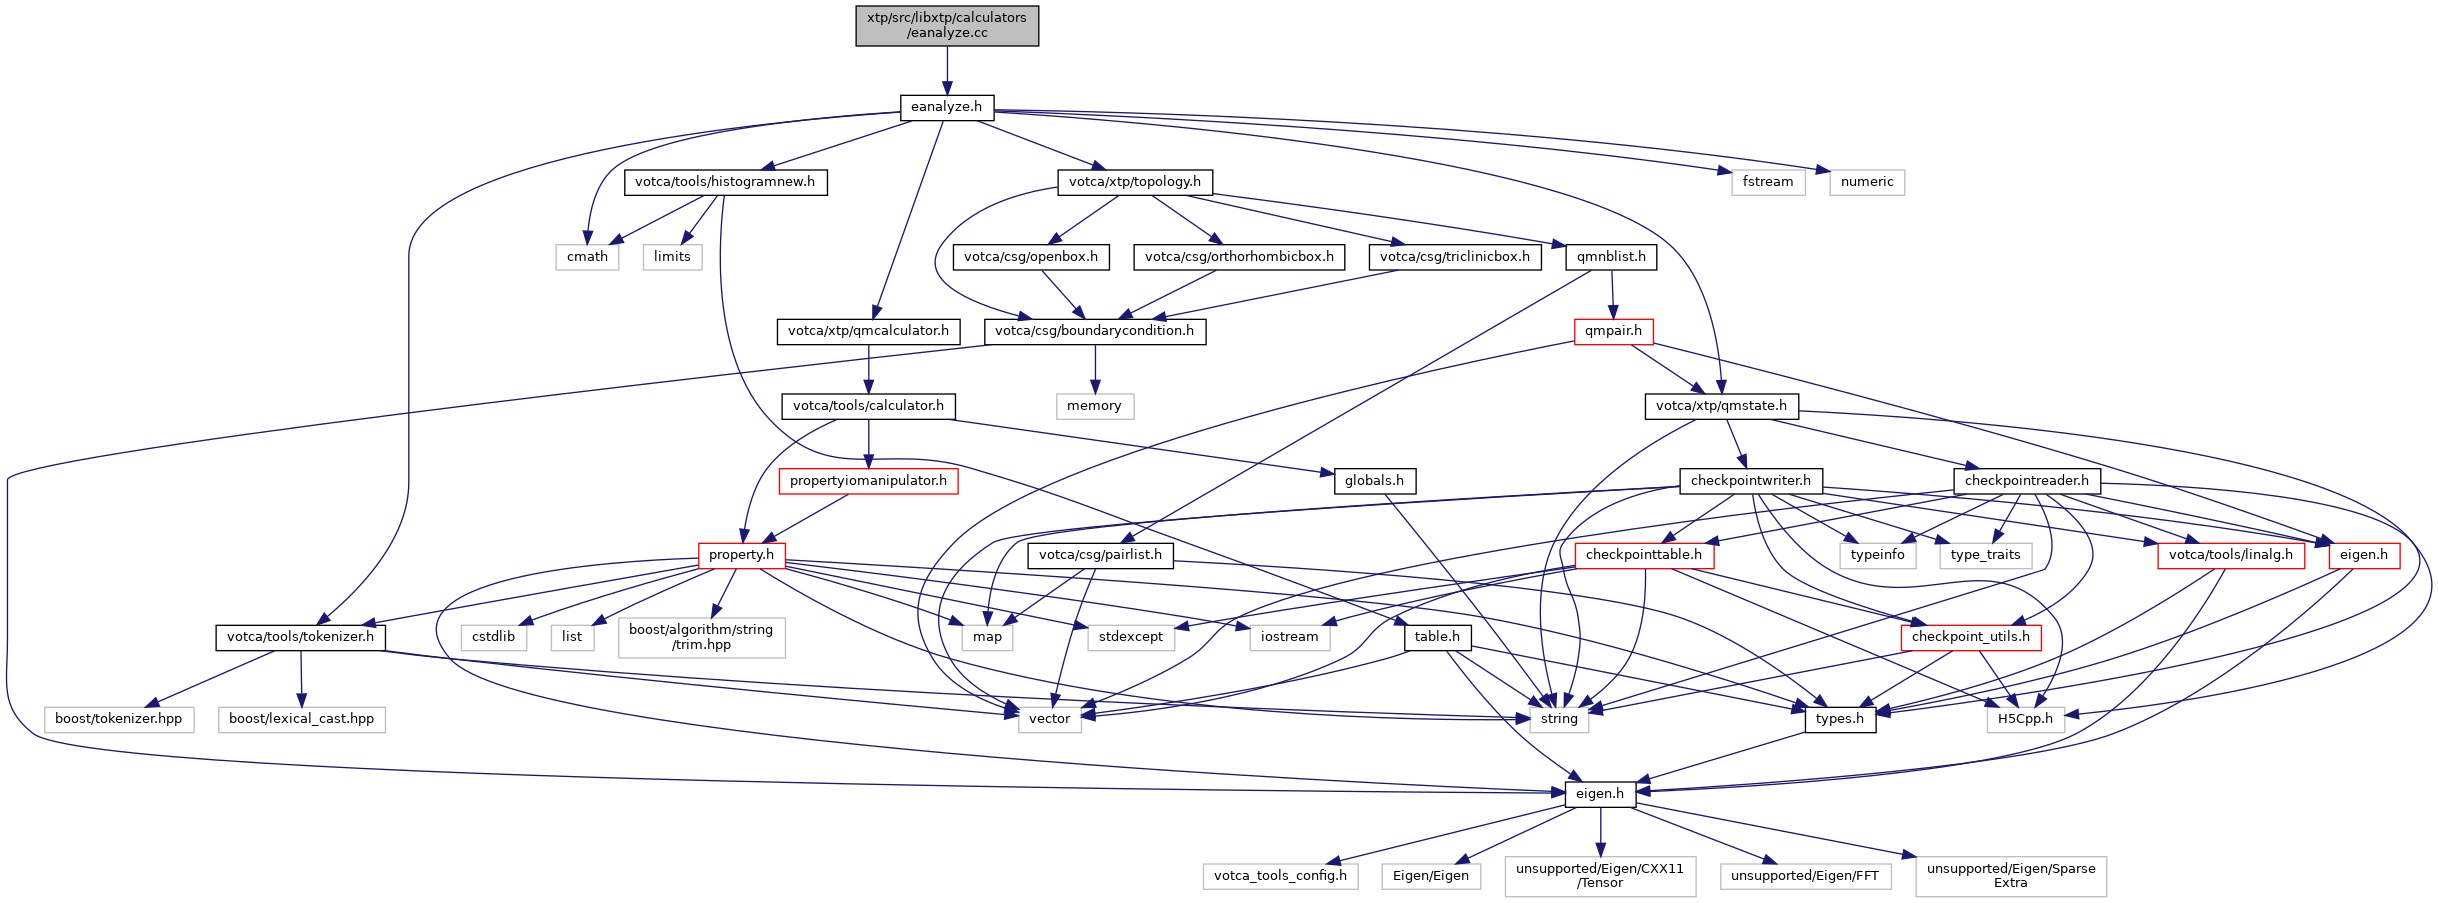 xtp/src/libxtp/calculators
/eanalyze.cc
eanalyze.h
votca/tools/histogramnew.h
votca/xtp/topology.h
fstream
numeric
cmath
limits
votca/csg/openbox.h
votca/csg/orthorhombicbox.h
votca/csg/triclinicbox.h
qmnblist.h
votca/xtp/qmcalculator.h
votca/csg/boundarycondition.h
qmpair.h
votca/tools/calculator.h
memory
votca/xtp/qmstate.h
propertyiomanipulator.h
globals.h
checkpointwriter.h
checkpointreader.h
property.h
votca/csg/pairlist.h
checkpointtable.h
typeinfo
type_traits
votca/tools/linalg.h
eigen.h
votca/tools/tokenizer.h
cstdlib
list
boost/algorithm/string
/trim.hpp
map
stdexcept
iostream
table.h
checkpoint_utils.h
boost/tokenizer.hpp
boost/lexical_cast.hpp
vector
string
types.h
H5Cpp.h
eigen.h
votca_tools_config.h
Eigen/Eigen
unsupported/Eigen/CXX11
/Tensor
unsupported/Eigen/FFT
unsupported/Eigen/Sparse
Extra